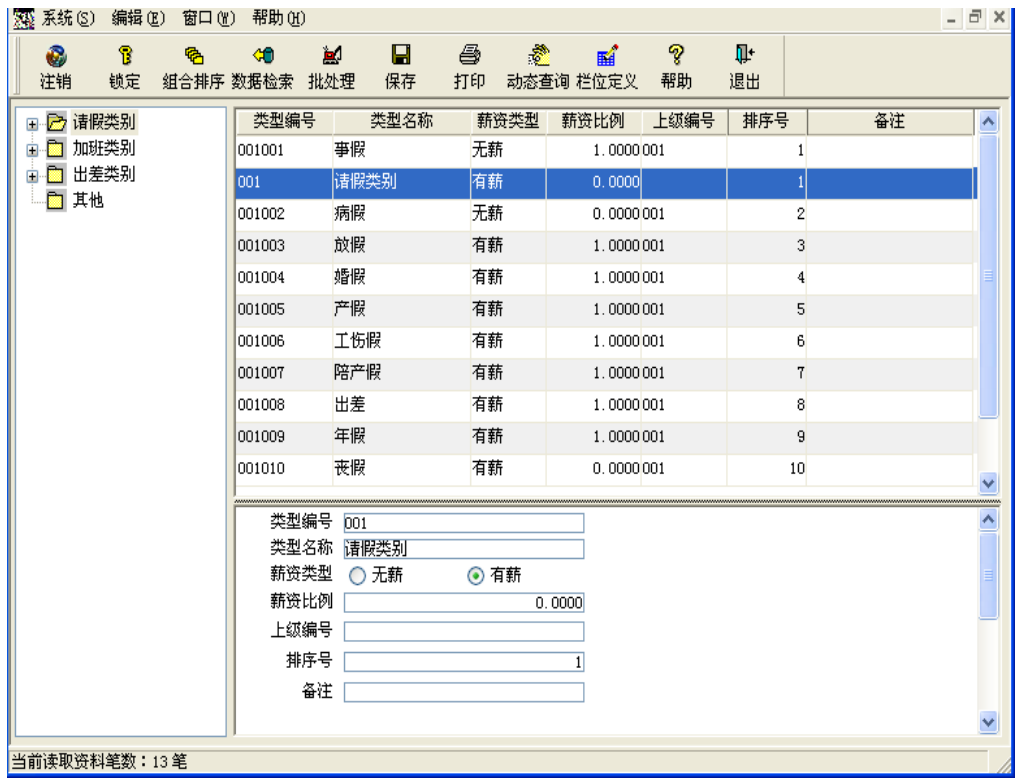 系统(S) 编辑(E) 窗口(W) 帮助(H)
注销 锁定 组合排序 数据检索 批处理 保存 打印 动态查询 栏位定义 帮助 退出
请假类别
加班类别
出差类别
其他
类型编号 类型名称 薪资类型 薪资比例 上级编号 排序号 备注
001001 事假 无薪 1.0000 001 1
001 请假类别 有薪 0.0000 1
001002 病假 无薪 0.0000 001 2
001003 放假 有薪 1.0000 001 3
001004 婚假 有薪 1.0000 001 4
001005 产假 有薪 1.0000 001 5
001006 工伤假 有薪 1.0000 001 6
001007 陪产假 有薪 1.0000 001 7
001008 出差 有薪 1.0000 001 8
001009 年假 有薪 1.0000 001 9
001010 丧假 有薪 0.0000 001 10
类型编号 001
类型名称 请假类别
薪资类型 无薪 有薪
薪资比例 0.0000
上级编号
排序号 1
备注
当前读取资料笔数：13 笔